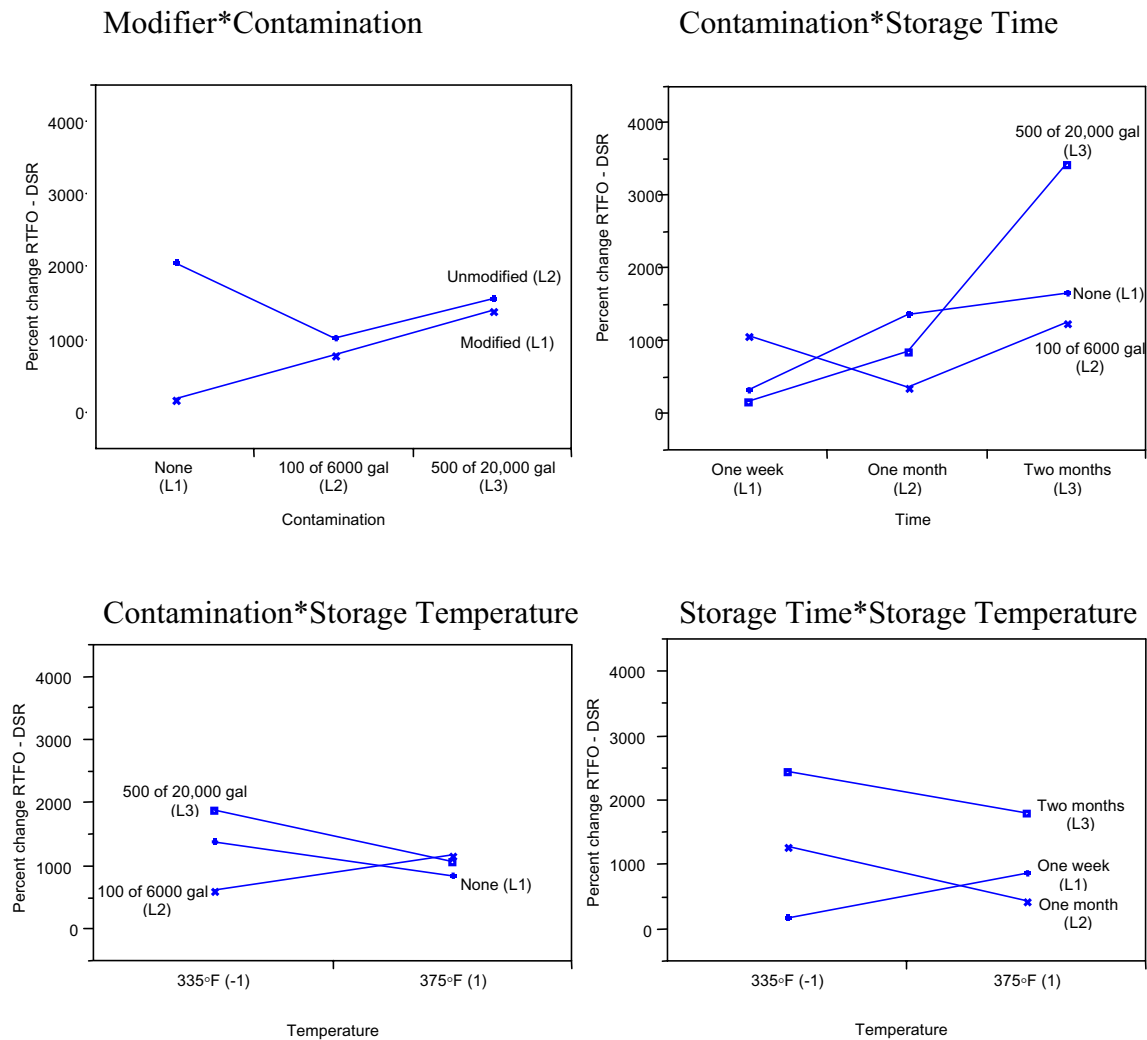 Modifier*Contamination
Percent change RTFO - DSR
4000
3000
2000
1000
0
Unmodified (L2)
Modified (L1)
None
(L1)
100 of 6000 gal
(L2)
500 of 20,000 gal
(L3)
Contamination
Contamination*Storage Time
Percent change RTFO - DSR
4000
3000
2000
1000
0
500 of 20,000 gal
(L3)
None (L1)
100 of 6000 gal
(L2)
One week
(L1)
One month
(L2)
Two months
(L3)
Time
Contamination*Storage Temperature
Percent change RTFO - DSR
4000
3000
2000
1000
0
500 of 20,000 gal
(L3)
100 of 6000 gal
(L2)
None (L1)
335°F (-1)
375°F (1)
Temperature
Storage Time*Storage Temperature
Percent change RTFO - DSR
4000
3000
2000
1000
0
Two months
(L3)
One week
(L1)
One month
(L2)
335°F (-1)
375°F (1)
Temperature